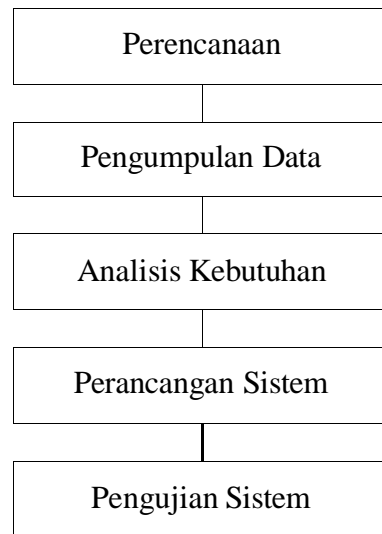 Perencanaan
Pengumpulan Data
Analisis Kebutuhan
Perancangan Sistem
Pengujian Sistem